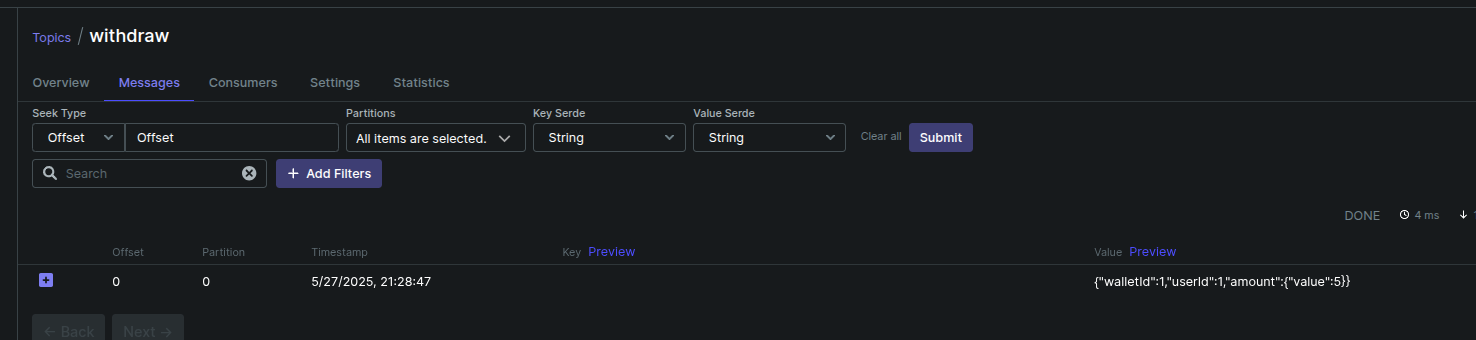 Topics / withdraw
Overview Messages Consumers Settings Statistics
Seek Type Partitions Key Serde Value Serde
Offset Offset All items are selected. String String Clear all Submit
Search + Add Filters
DONE 4 ms
Offset Partition Timestamp Key Preview Value Preview
0 0 5/27/2025, 21:28:47 {"walletId":1,"userId":1,"amount":{"value":5}}
← Back Next →